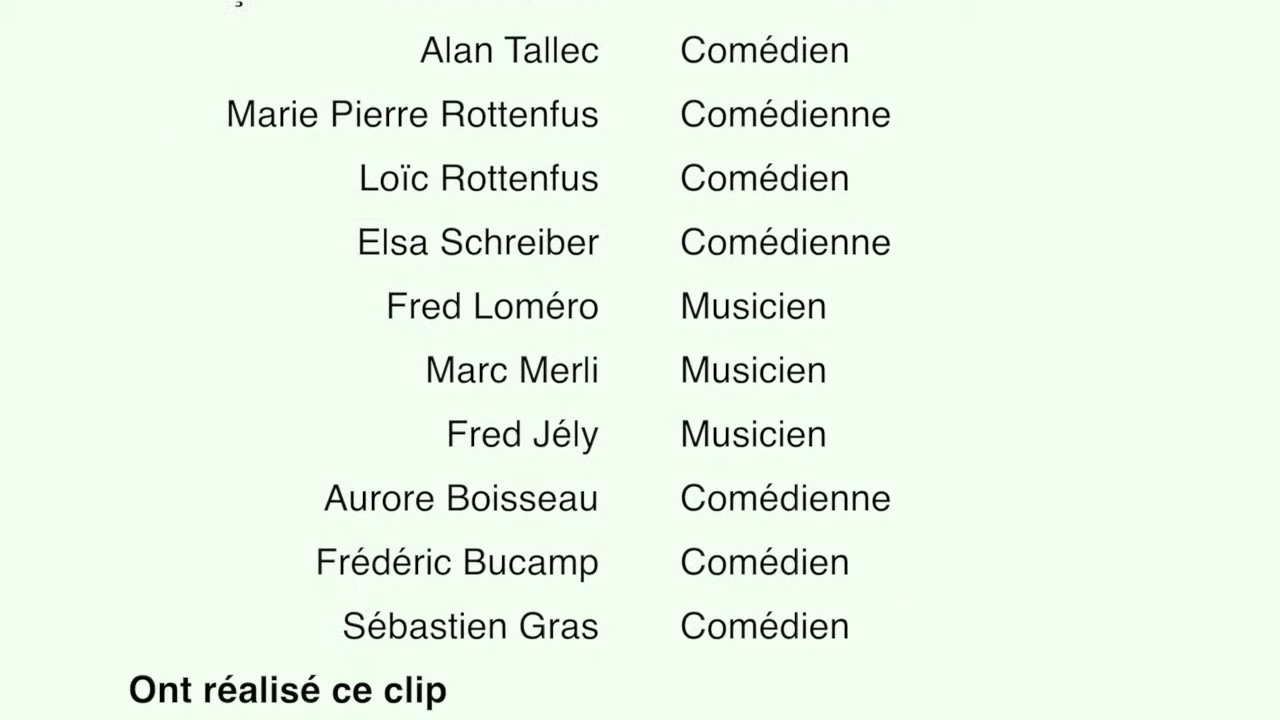 Alan Tallec Comédien
Marie Pierre Rottenfus Comédienne
Loïc Rottenfus Comédien
Elsa Schreiber Comédienne
Fred Loméro Musicien
Marc Merli Musicien
Fred Jély Musicien
Aurore Boisseau Comédienne
Frédéric Bucamp Comédien
Sébastien Gras Comédien
Ont réalisé ce clip